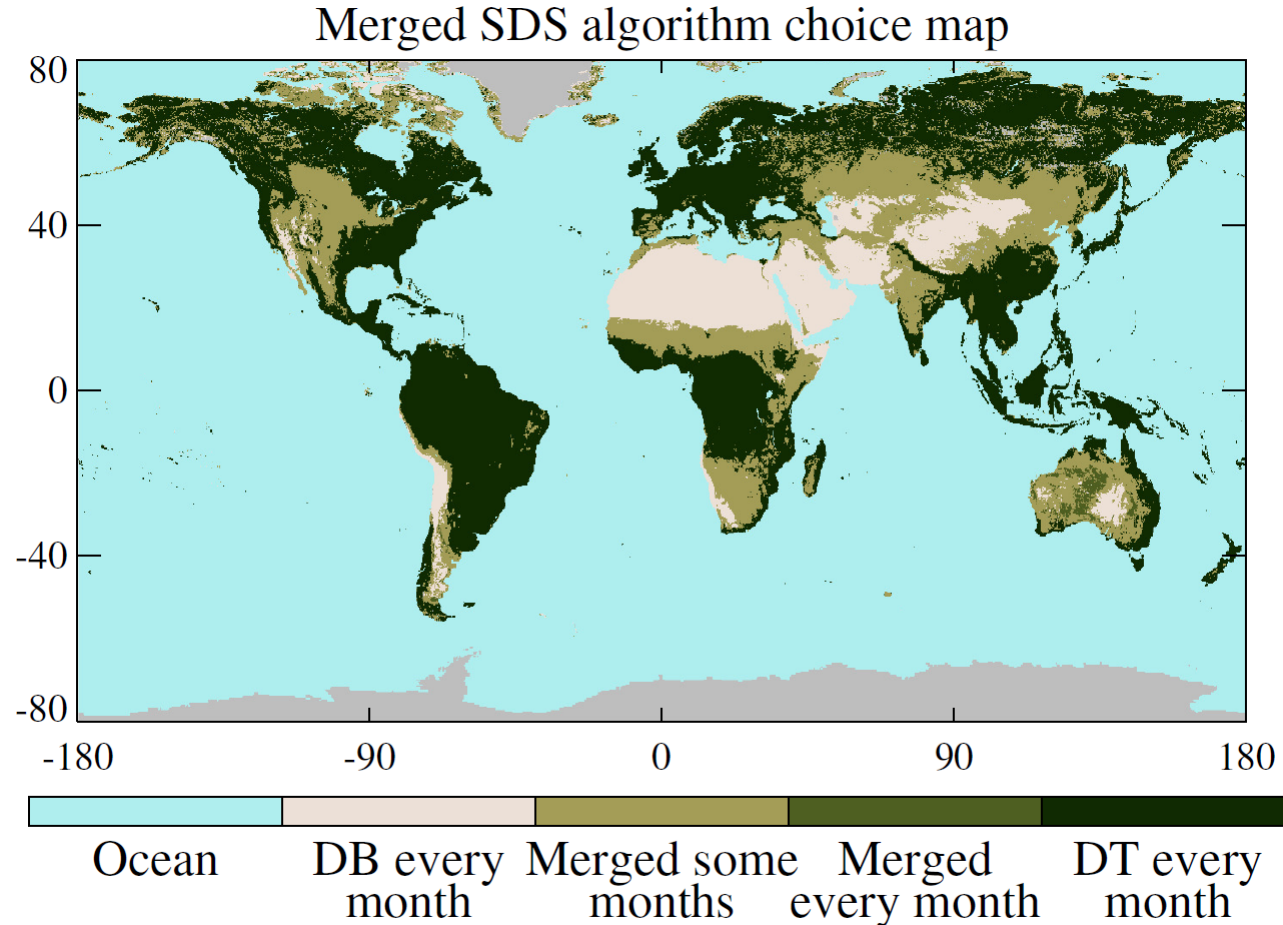 Merged SDS algorithm choice map
80
40
0
-40
-80
-180 -90 0 90 180
Ocean DB every month Merged some months Merged every month DT every month